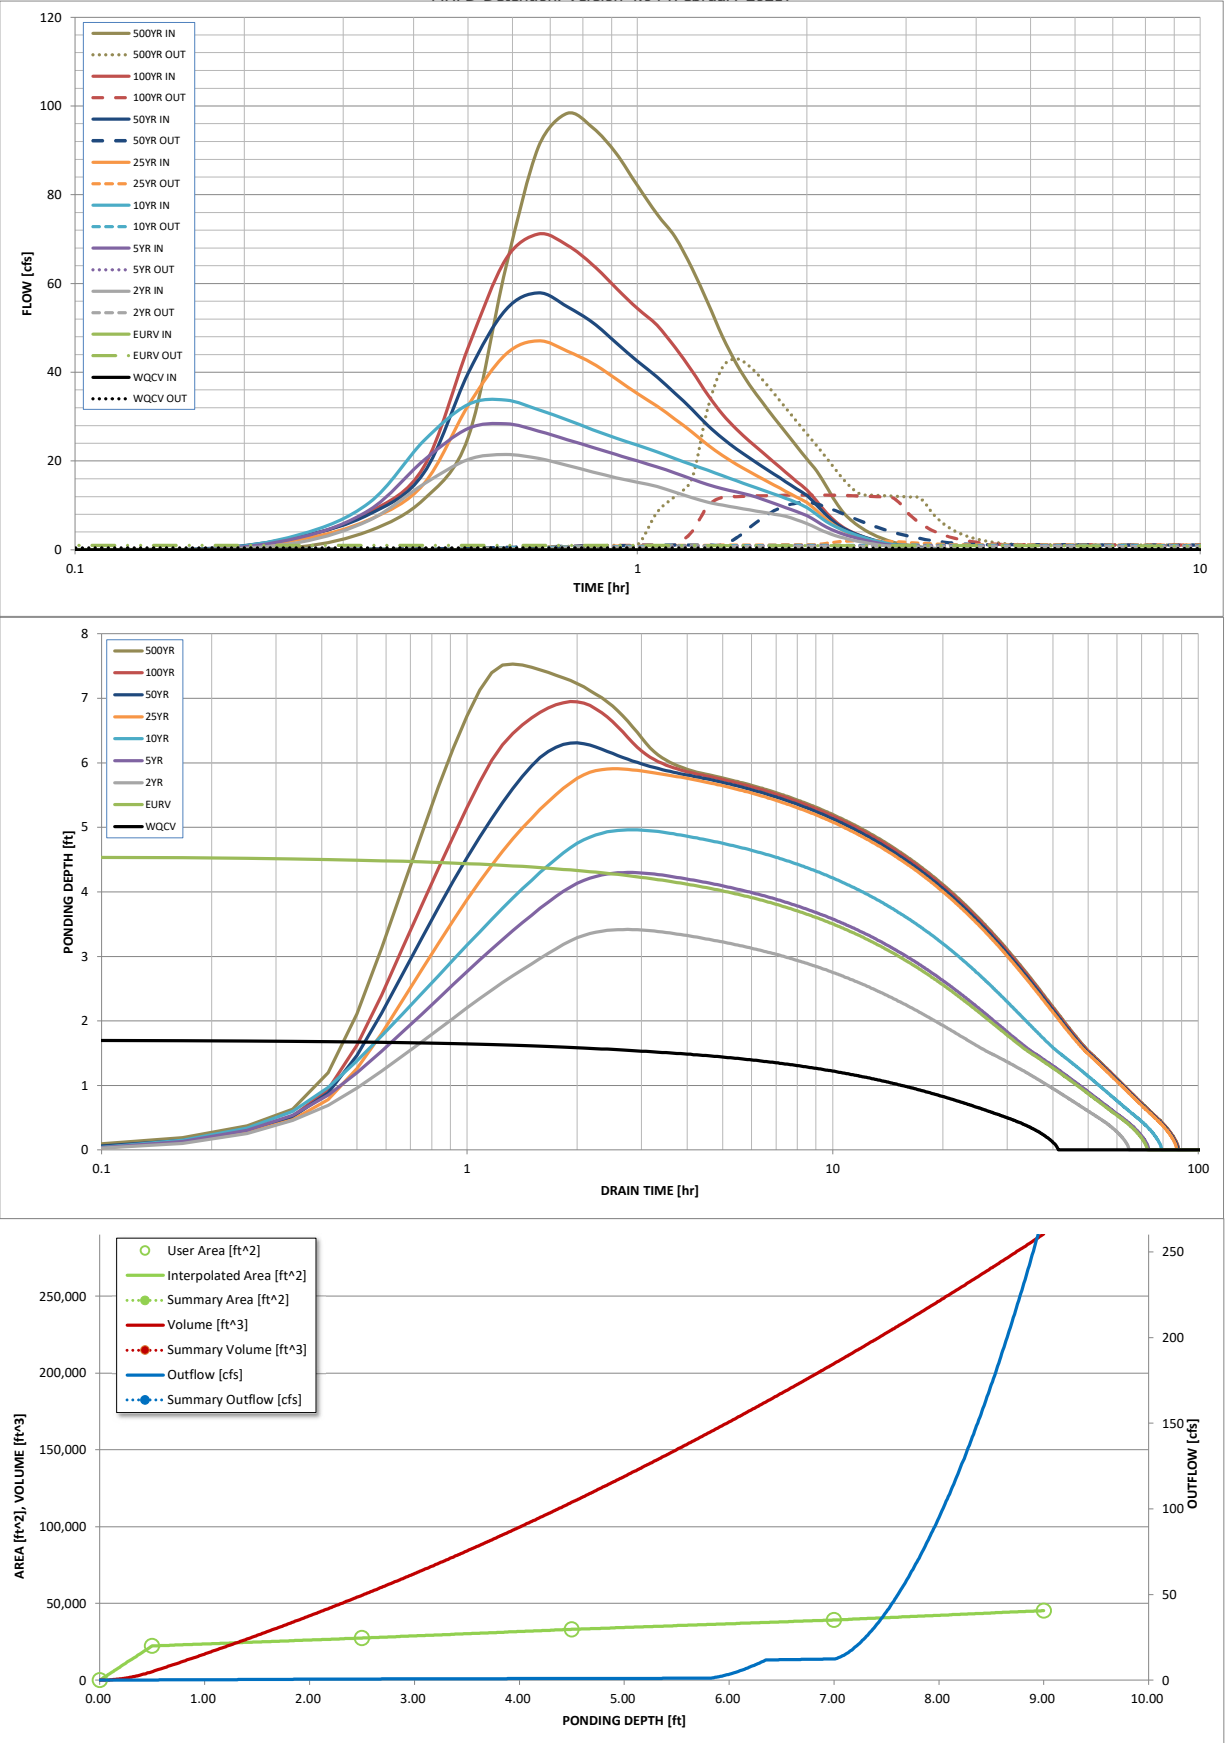 120
100
80
60
40
20
0
FLOW [cfs]
500YR IN
500YR OUT
100YR IN
100YR OUT
50YR IN
50YR OUT
25YR IN
25YR OUT
10YR IN
10YR OUT
5YR IN
5YR OUT
2YR IN
2YR OUT
EURV IN
EURV OUT
WQCV IN
WQCV OUT
0.1
1
10
TIME [hr]
8
7
6
5
4
3
2
1
0
PONDING DEPTH [ft]
500YR
100YR
50YR
25YR
10YR
5YR
2YR
EURV
WQCV
0.1
1
10
100
DRAIN TIME [hr]
User Area [ft^2]
Interpolated Area [ft^2]
Summary Area [ft^2]
Volume [ft^3]
Summary Volume [ft^3]
Outflow [cfs]
Summary Outflow [cfs]
250,000
200,000
150,000
100,000
50,000
0
AREA [ft^2], VOLUME [ft^3]
250
200
150
100
50
0
OUTFLOW [cfs]
0.00
1.00
2.00
3.00
4.00
5.00
6.00
7.00
8.00
9.00
10.00
PONDING DEPTH [ft]